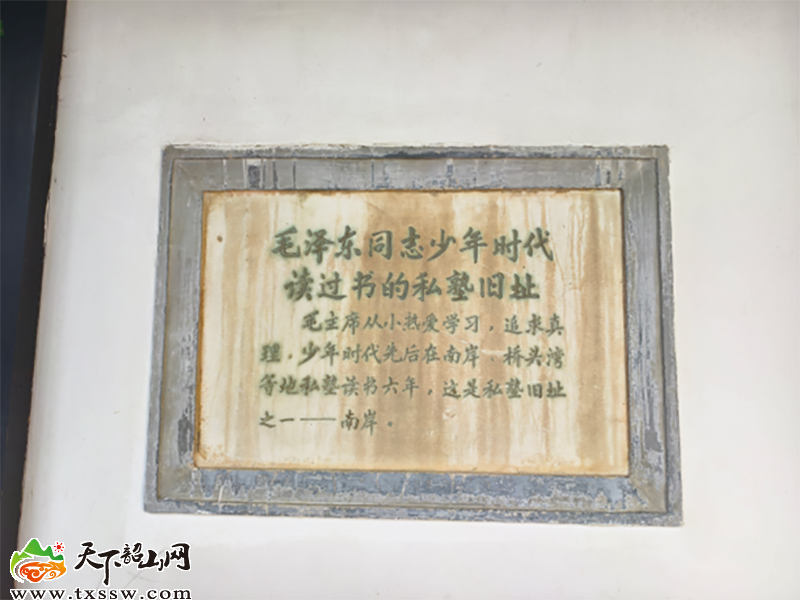 毛泽东同志少年时代
读过书的私塾旧址
毛主席从小热爱学习，追求真
理，少年时代先后在南岸、桥头湾
等地私塾读书六年，这是私塾旧址
之一——南岸。
天下韶山网
www.txssw.com